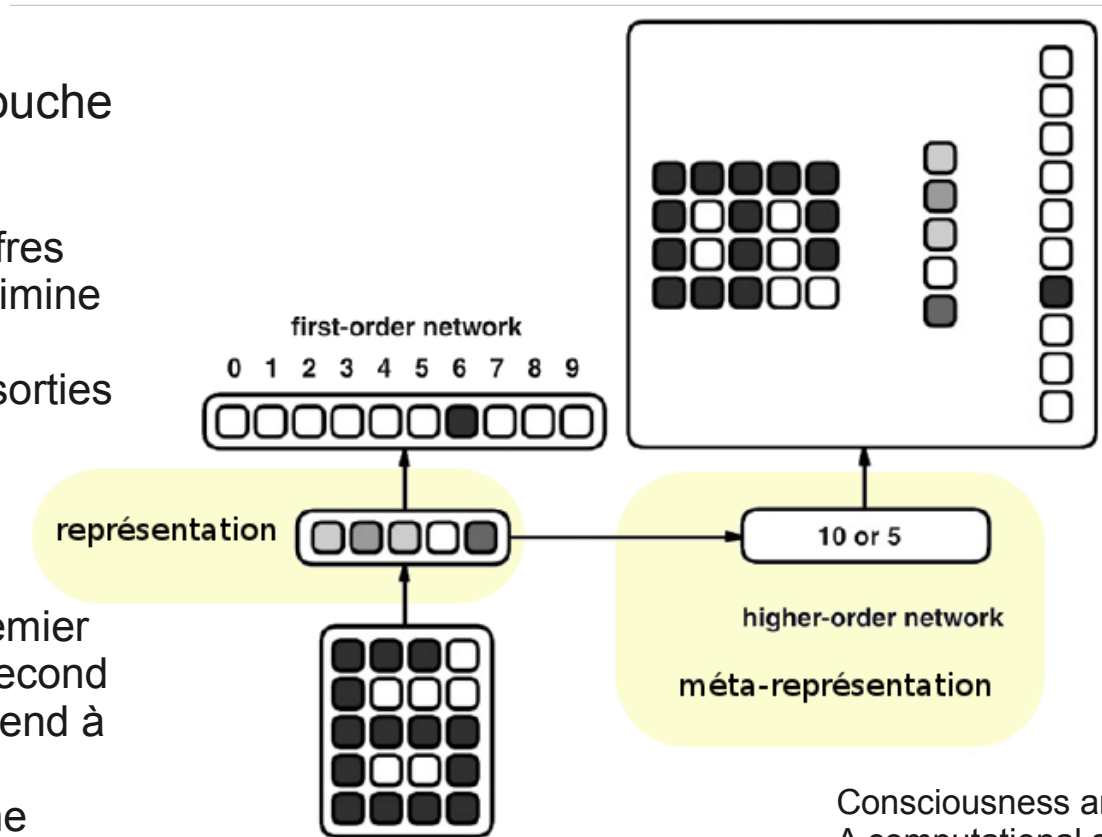 ouche
fres
imine
sorties
emier
econd
end à
ne
first-order network
0 1 2 3 4 5 6 7 8 9
représentation
10 or 5
higher-order network
méta-représentation
Consciousness
A computational